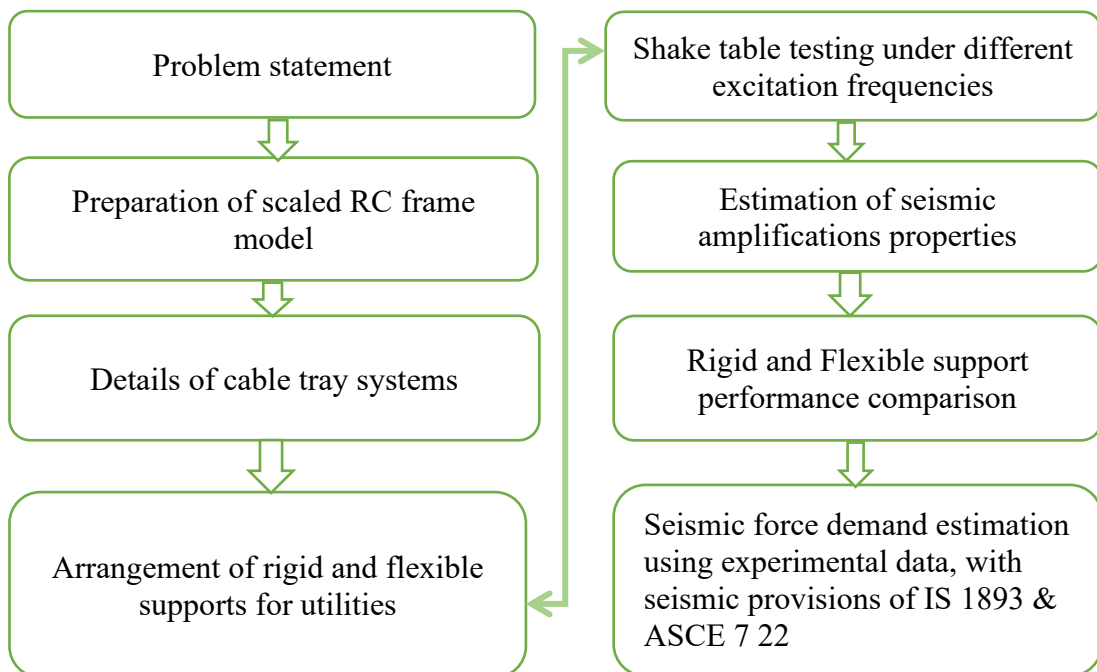 Problem statement
Preparation of scaled RC frame
model
Details of cable tray systems
Arrangement of rigid and flexible
supports for utilities
Shake table testing under different
excitation frequencies
Estimation of seismic
amplifications properties
Rigid and Flexible support
performance comparison
Seismic force demand estimation
using experimental data, with
seismic provisions of IS 1893 &
ASCE 7 22